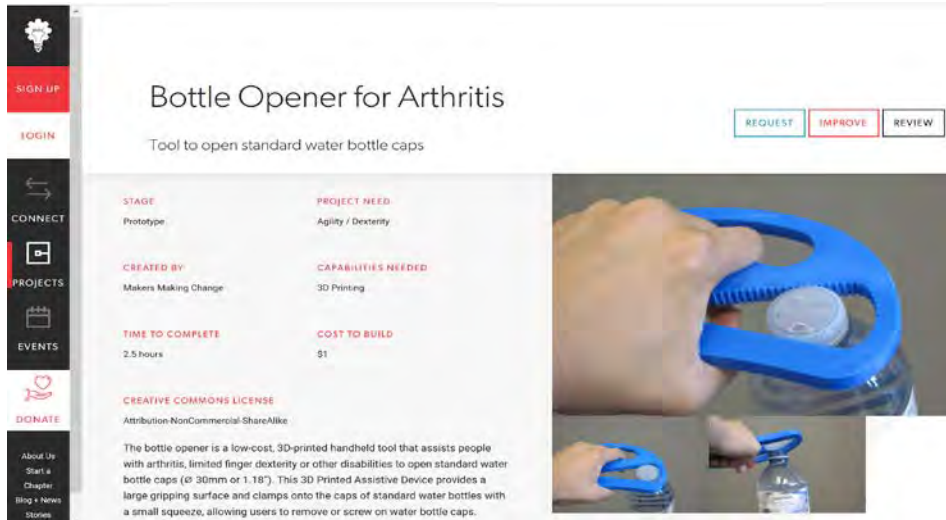 SIGN UP
LOGIN
CONNECT
PROJECTS
EVENTS
DONATE
About Us
Start a
Chapter
Blog + News
Stories
Bottle Opener for Arthritis
Tool to open standard water bottle caps
REQUEST
IMPROVE
REVIEW
STAGE
Prototype
PROJECT NEED
Agility / Dexterity
CREATED BY
Makers Making Change
CAPABILITIES NEEDED
3D Printing
TIME TO COMPLETE
2.5 hours
COST TO BUILD
$1
CREATIVE COMMONS LICENSE
Attribution-NonCommercial-ShareAlike
The bottle opener is a low-cost, 3D-printed handheld tool that assists people
with arthritis, limited finger dexterity or other disabilities to open standard water
bottle caps (Ø 30mm or 1.18"). This 3D Printed Assistive Device provides a
large gripping surface and clamps onto the caps of standard water bottles with
a small squeeze, allowing users to remove or screw on water bottle caps.